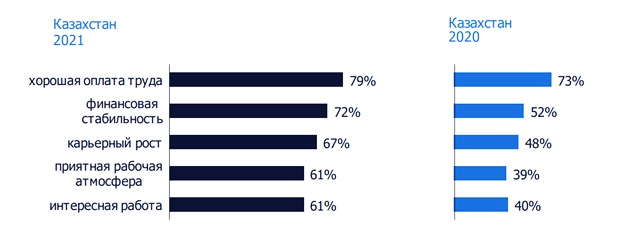 Казахстан
2021
Казахстан
2020
хорошая оплата труда 79% 73%
финансовая
стабильность 72% 52%
карьерный рост 67% 48%
приятная рабочая
атмосфера 61% 39%
интересная работа 61% 40%